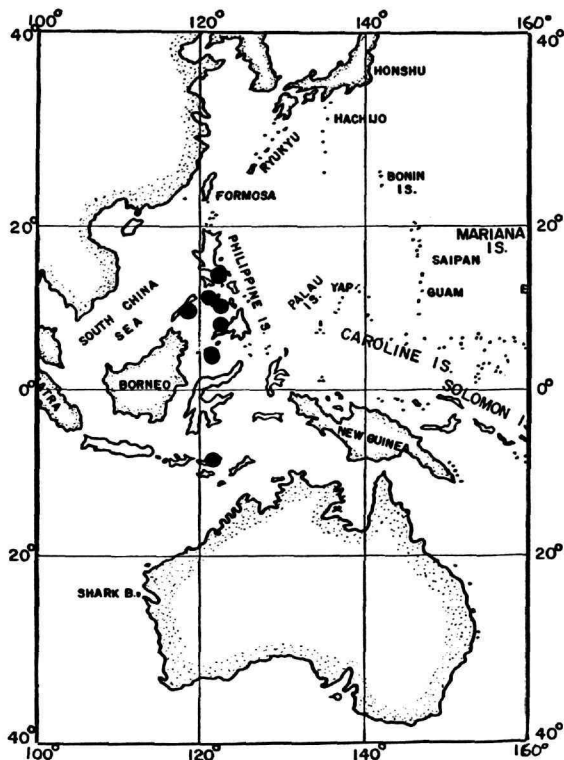 100° 120° 140° 160°
40° 40°
HONSHU
HACHIJO
RYUKYU
BONIN
IS.
FORMOSA
20° 20°
MARIANA
IS.
SAIPAN
PHILIPPINE IS.
PALAU
IS.
YAP
GUAM
SOUTH CHINA
SEA
CAROLINE IS.
SOLOMON I
BORNEO
0° 0°
TRA
NEW GUINEA
20° 20°
SHARK B.
40° 40°
100° 120° 140° 160°